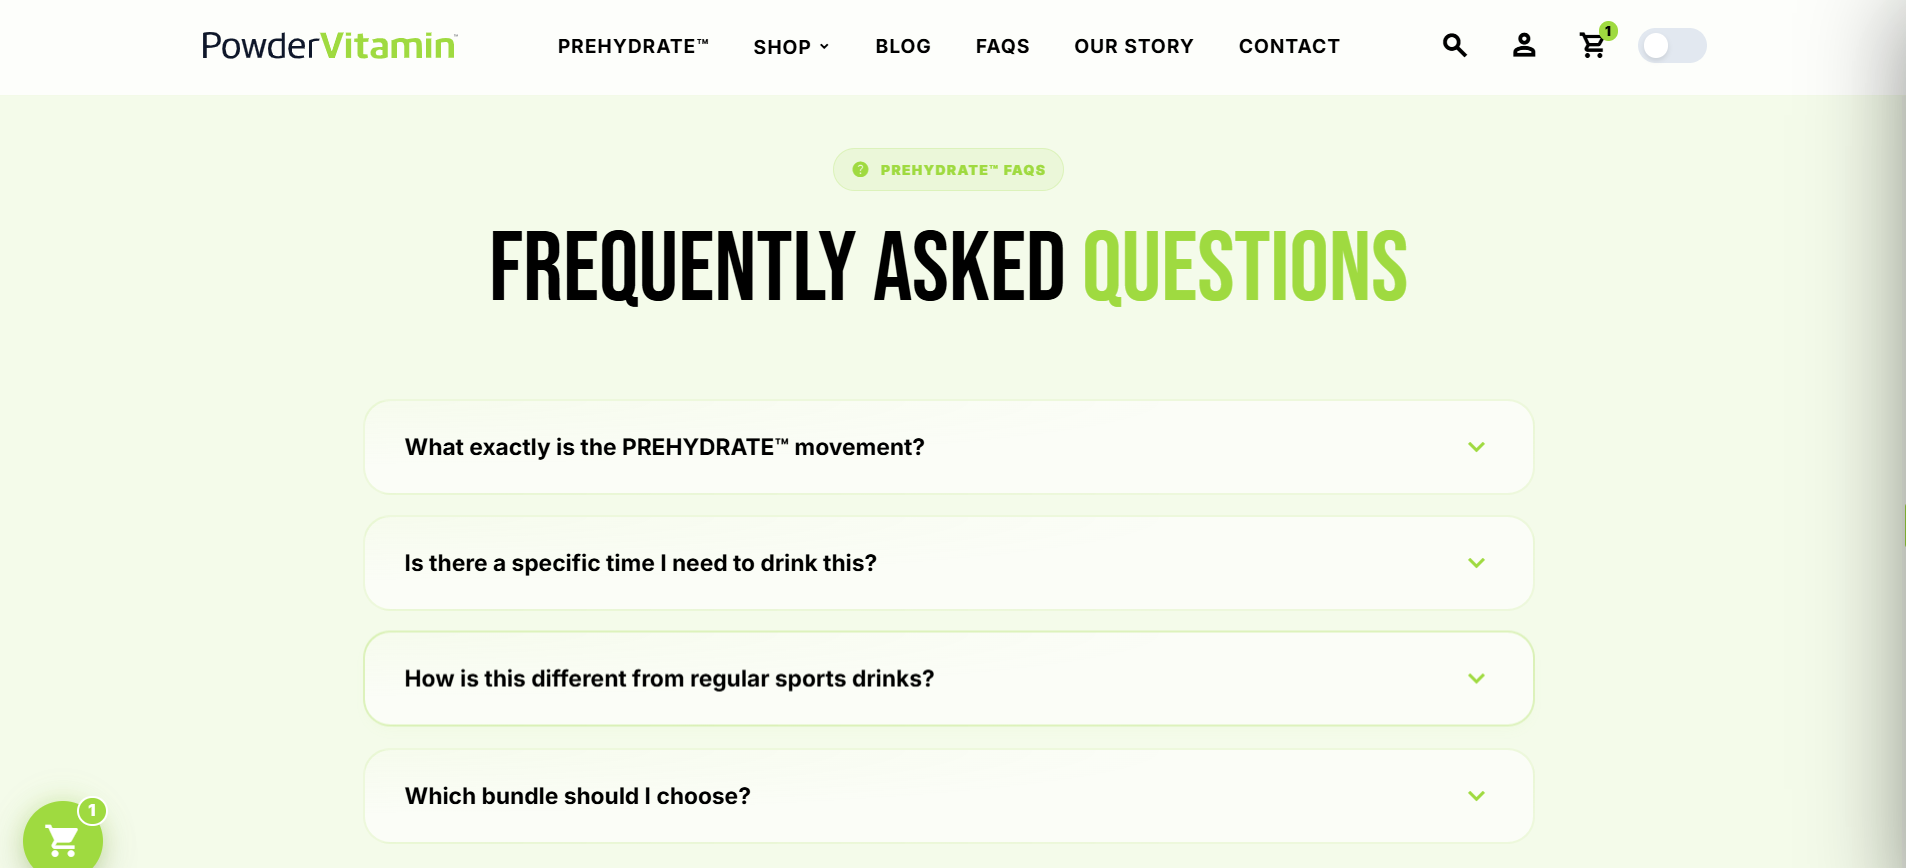 PowderVitamin™
PREHYDRATE™ SHOP BLOG FAQS OUR STORY CONTACT
1
PREHYDRATE™ FAQS
FREQUENTLY ASKED QUESTIONS
What exactly is the PREHYDRATE™ movement?
Is there a specific time I need to drink this?
How is this different from regular sports drinks?
Which bundle should I choose?
1